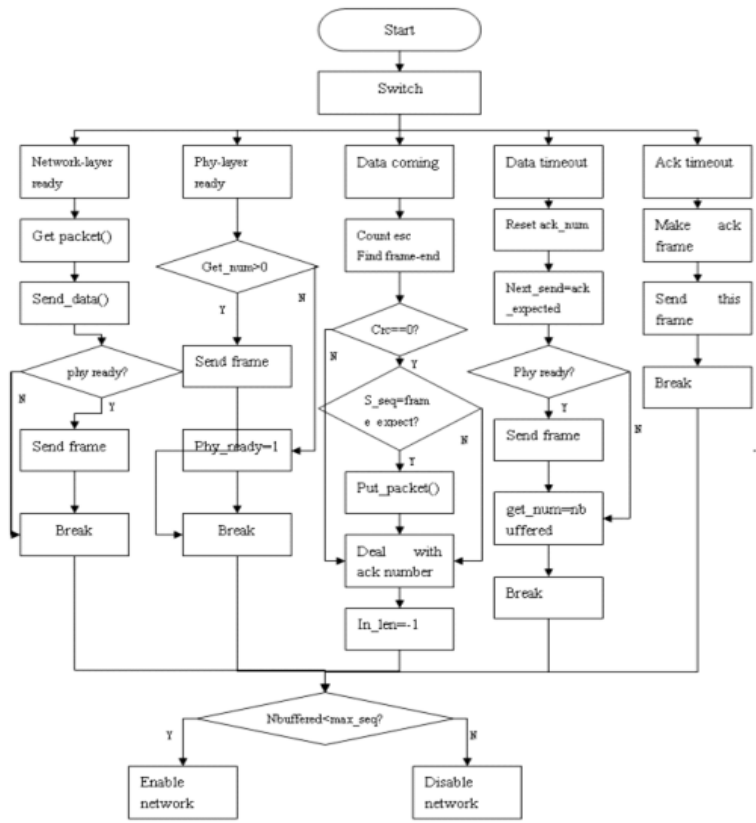 Start
Switch
Network-layer
ready
Get packet()
Send_data()
phy ready?
N
Y
Send frame
Break
Phy-layer
ready
Get_num>0
Y
N
Send frame
Phy_ready=1
Break
Data coming
Count esc
Find frame-end
Crc==0?
N
Y
S_seq=fram
e_expect?
N
Y
Put_packet()
Deal with
ack number
In_len=-1
Data timeout
Reset ack_num
Next_send=ack
_expected
Phy ready?
Y
N
Send frame
get_num=nb
uffered
Break
Ack timeout
Make ack
frame
Send this
frame
Break
Nbuffered<max_seq?
Y
N
Enable
network
Disable
network